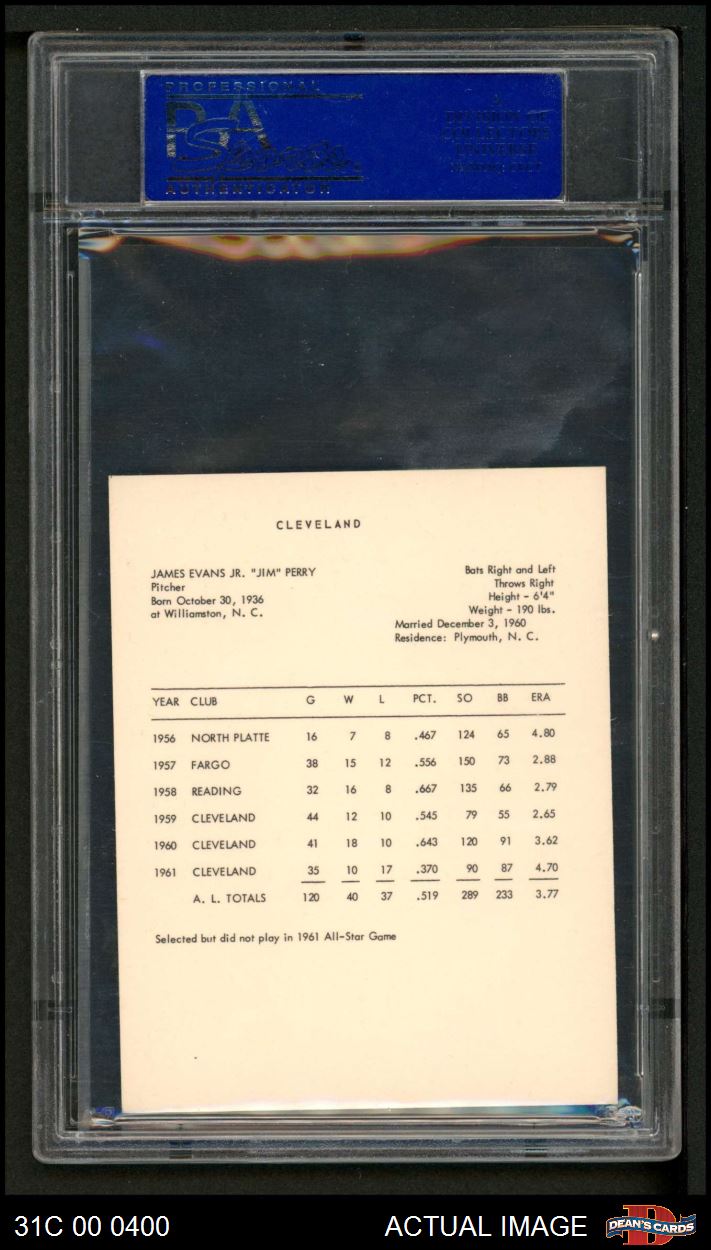 PROFESSIONAL
PSA
AUTHENTICATOR
A
DIVISION OF
COLLECTORS
UNIVERSE
CLEVELAND
JAMES EVANS JR. "JIM" PERRY
Pitcher
Born October 30, 1936
at Williamston, N. C.
Bats Right and Left
Throws Right
Height - 6'4"
Weight - 190 lbs.
Married December 3, 1960
Residence: Plymouth, N. C.
YEAR CLUB G W L PCT. SO BB ERA
1956 NORTH PLATTE 16 7 8 .467 124 65 4.80
1957 FARGO 38 15 12 .556 150 73 2.88
1958 READING 32 16 8 .667 135 66 2.79
1959 CLEVELAND 44 12 10 .545 79 55 2.65
1960 CLEVELAND 41 18 10 .643 120 91 3.62
1961 CLEVELAND 35 10 17 .370 90 87 4.70
A. L. TOTALS 120 40 37 .519 289 233 3.77
Selected but did not play in 1961 All-Star Game
31C 00 0400
ACTUAL IMAGE
DEAN'S CARDS